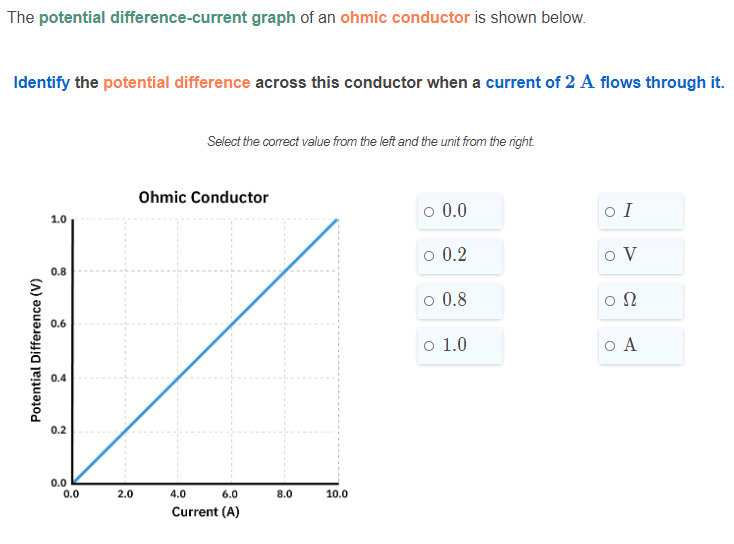 The potential difference-current graph of an ohmic conductor is shown below.
Identify the potential difference across this conductor when a current of 2 A flows through it.
Select the correct value from the left and the unit from the right.
Ohmic Conductor
1.0
0.8
0.6
0.4
0.2
0.0
Potential Difference (V)
0.0 2.0 4.0 6.0 8.0 10.0
Current (A)
0.0
0.2
0.8
1.0
I
V
Ω
A